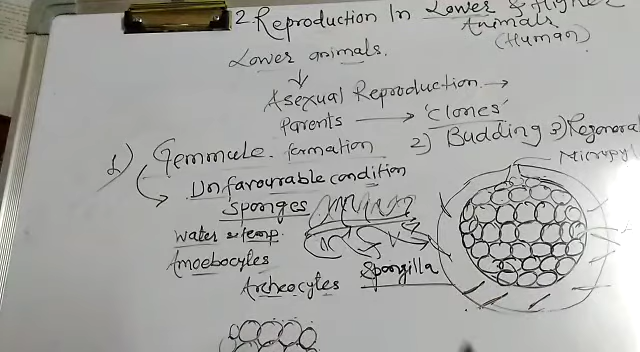 2. Reproduction In Lower & Higher
Animals.
(Human)
Lower animals.
Asexual Reproduction →
Parents → 'Clones'
1) Gemmule formation 2) Budding 3) Regenera
Micropyl
Unfavourable condition
Sponges
water & temp.
Amoebocytes
Archeocytes Spongilla